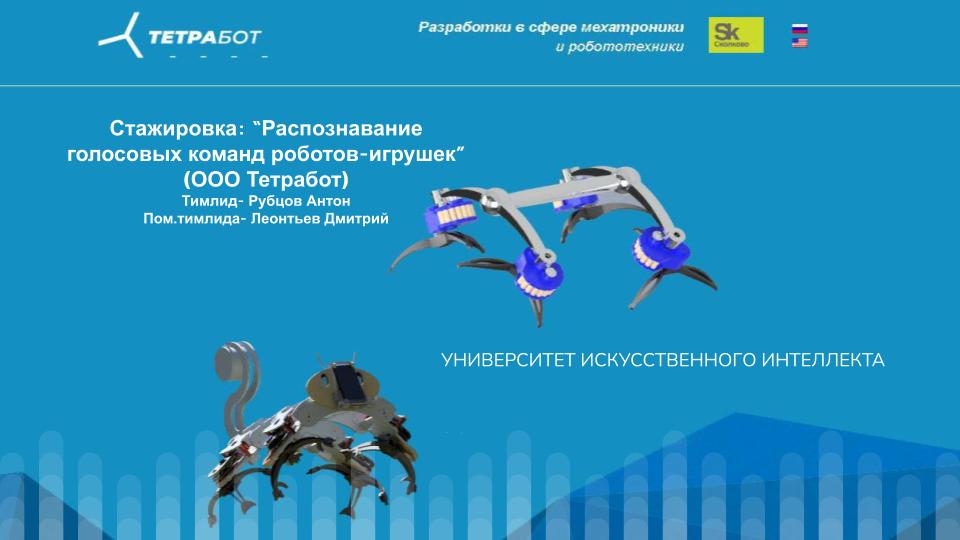 ТЕТРАБОТ
Разработки в сфере мехатроники
и робототехники
Sk
Сколково
Стажировка: “Распознавание
голосовых команд роботов-игрушек”
(ООО Тетработ)
Тимлид- Рубцов Антон
Пом.тимлида- Леонтьев Дмитрий
УНИВЕРСИТЕТ ИСКУССТВЕННОГО ИНТЕЛЛЕКТА